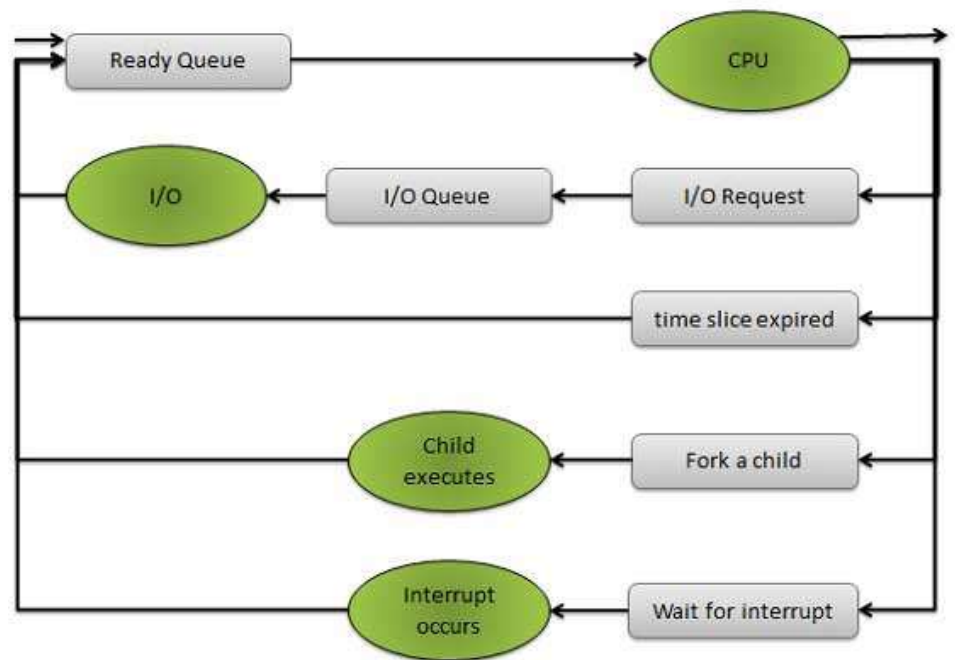 Ready Queue
CPU
I/O
I/O Queue
I/O Request
time slice expired
Child
executes
Fork a child
Interrupt
occurs
Wait for interrupt